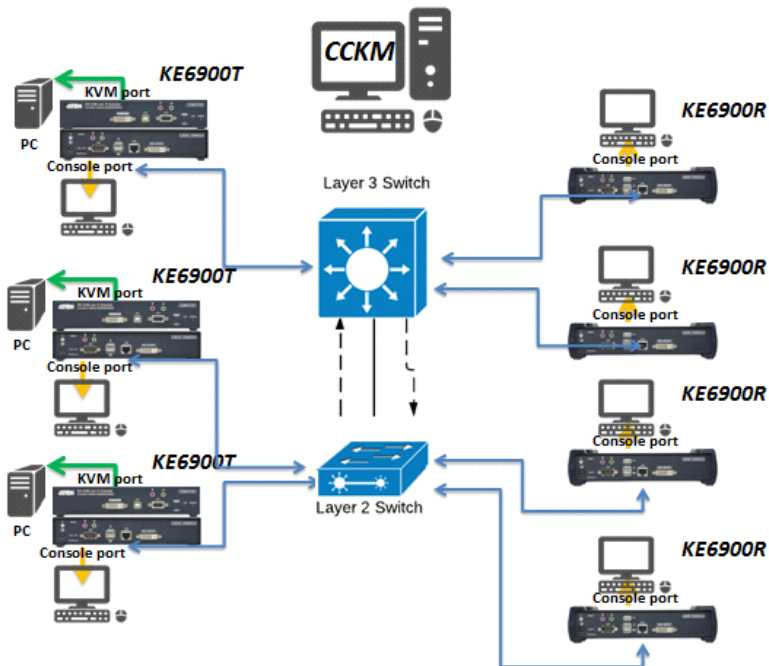 CCKM
KE6900T
KVM port
ATEN
PC
Console port
Layer 3 Switch
KE6900T
KVM port
PC
Console port
KE6900T
KVM port
PC
Console port
Layer 2 Switch
KE6900R
Console port
KE6900R
Console port
KE6900R
Console port
KE6900R
Console port